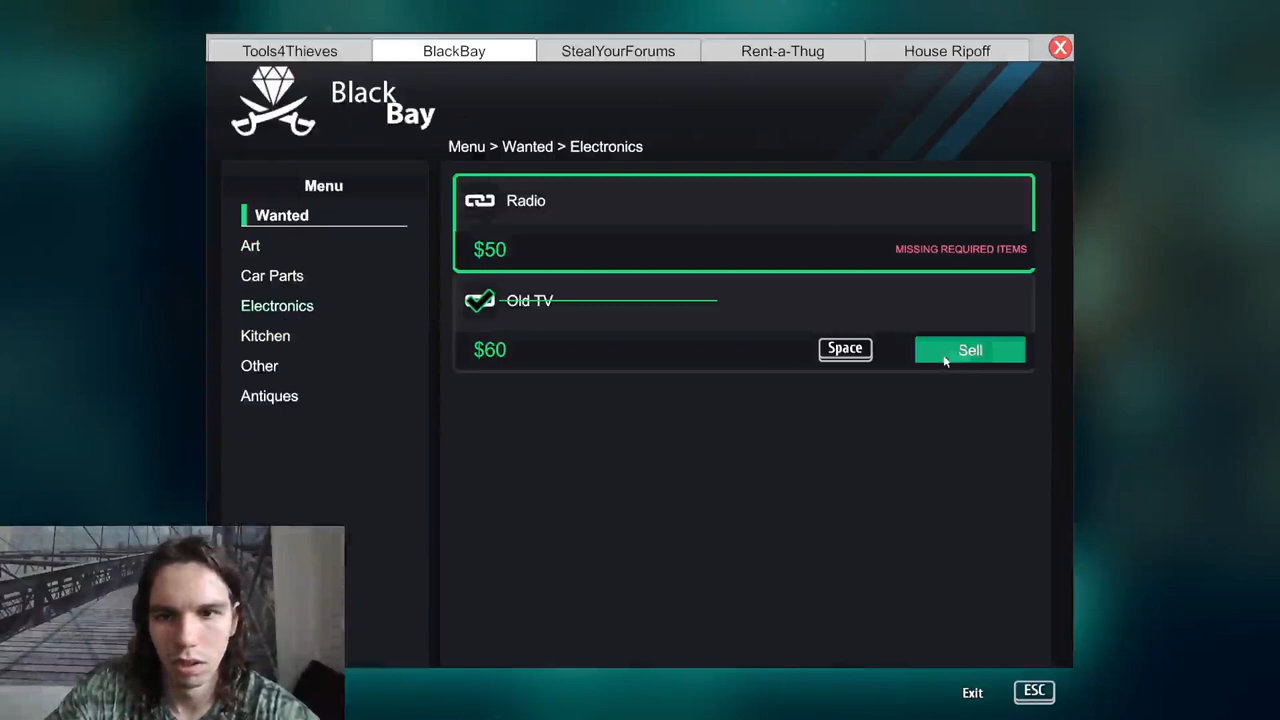 Tools4Thieves
BlackBay
StealYourForums
Rent-a-Thug
House Ripoff
X
Black
Bay
Menu > Wanted > Electronics
Menu
Wanted
Art
Car Parts
Electronics
Kitchen
Other
Antiques
Radio
$50
MISSING REQUIRED ITEMS
Old TV
$60
Space
Sell
Exit
ESC